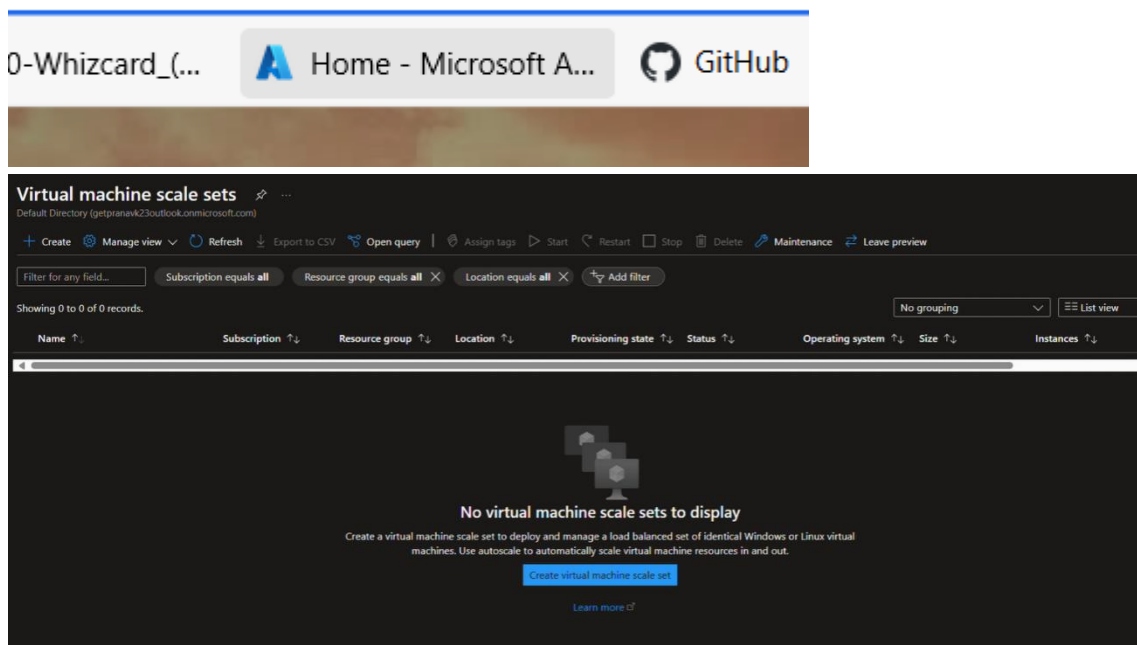 0-Whizcard_(... Home - Microsoft A... GitHub
Virtual machine scale sets ...
Default Directory (getpranavk23outlook.onmicrosoft.com)
+ Create Manage view Refresh Export to CSV Open query Assign tags Start Restart Stop Delete Maintenance Leave preview
Filter for any field... Subscription equals all Resource group equals all Location equals all Add filter
Showing 0 to 0 of 0 records.
No grouping List view
Name Subscription Resource group Location Provisioning state Status Operating system Size Instances
No virtual machine scale sets to display
Create a virtual machine scale set to deploy and manage a load balanced set of identical Windows or Linux virtual
machines. Use autoscale to automatically scale virtual machine resources in and out.
Create virtual machine scale set
Learn more